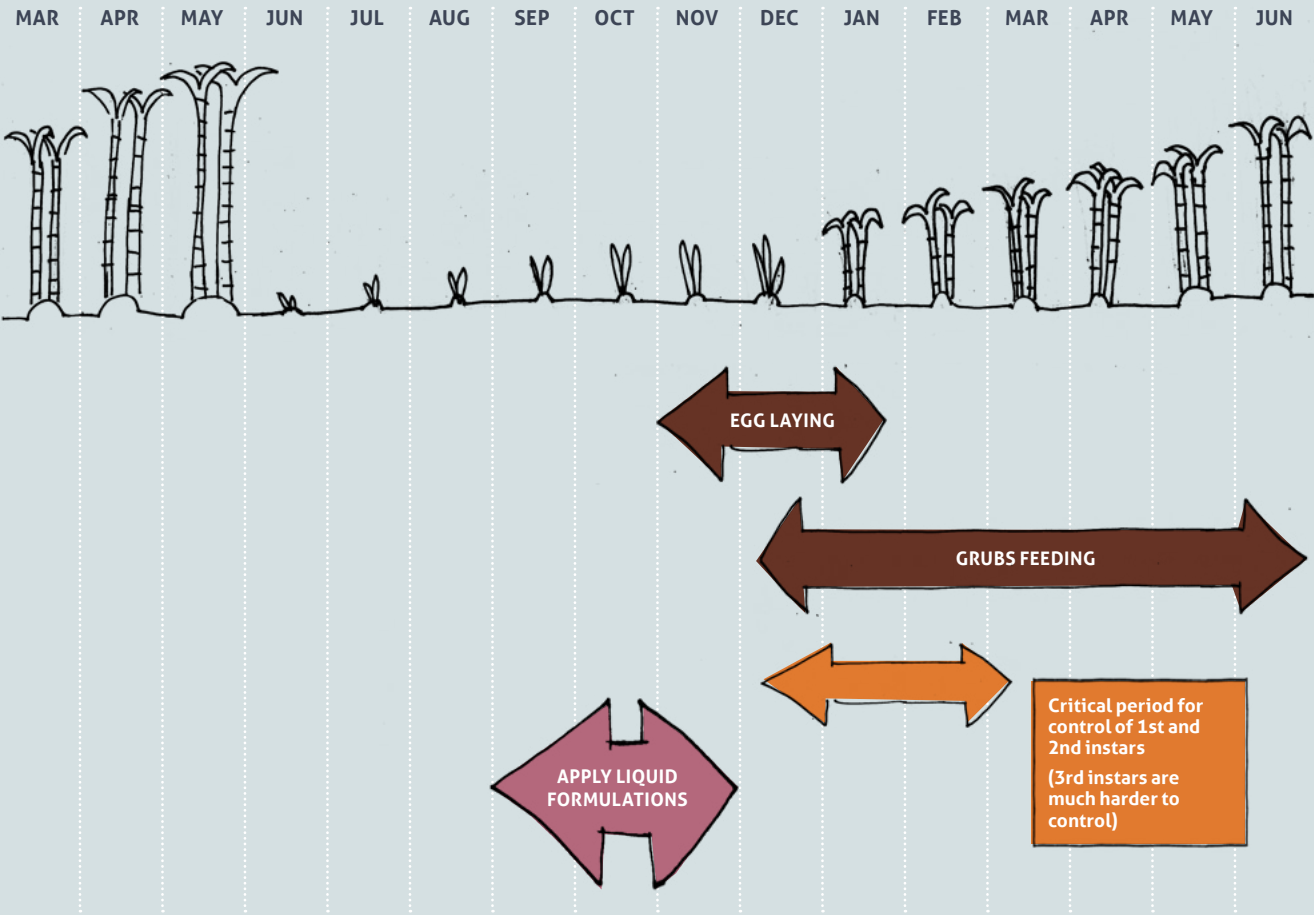 MAR APR MAY JUN JUL AUG SEP OCT NOV DEC JAN FEB MAR APR MAY JUN
EGG LAYING
GRUBS FEEDING
APPLY LIQUID
FORMULATIONS
Critical period for
control of 1st and
2nd instars
(3rd instars are
much harder to
control)